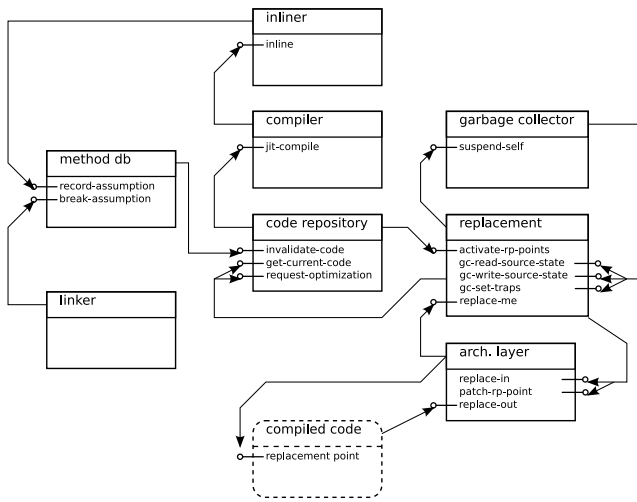 inliner
inline
compiler
jit-compile
garbage collector
suspend-self
method db
record-assumption
break-assumption
code repository
invalidate-code
get-current-code
request-optimization
replacement
activate-rp-points
gc-read-source-state
gc-write-source-state
gc-set-traps
replace-me
linker
arch. layer
replace-in
patch-rp-point
replace-out
compiled code
replacement point